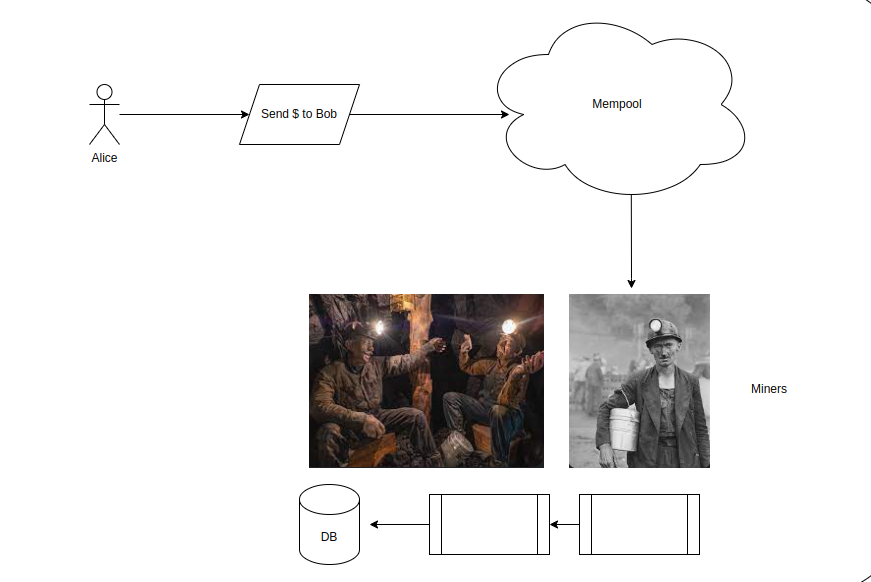 Alice
Send $ to Bob
Mempool
Miners
DB